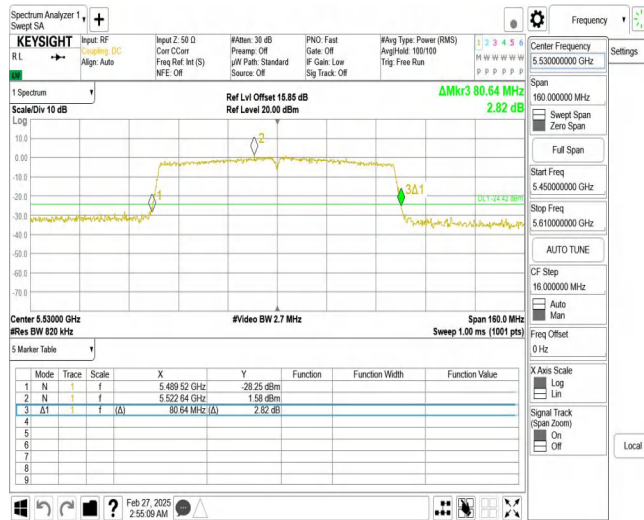 Spectrum Analyzer 1
Swept SA
Frequency
KEYSIGHT
Input: RF
Input Z: 50 Ω
#Atten: 30 dB
PNO: Fast
#Avg Type: Power (RMS)
1 2 3 4 5 6
RL
Coupling: DC
Corr CCorr
Preamp: Off
Gate: Off
Avg|Hold: 100/100
M W W W W W
Align: Auto
Freq Ref: Int (S)
µW Path: Standard
IF Gain: Low
Trig: Free Run
NFE: Off
Source: Off
Sig Track: Off
P P P P P P
Center Frequency
5.530000000 GHz
Settings
1 Spectrum
Scale/Div 10 dB
Ref Lvl Offset 15.85 dB
Ref Level 20.00 dBm
ΔMkr3 80.64 MHz
2.82 dB
Log
10.0
0.00
-10.0
-20.0
-30.0
-40.0
-50.0
-60.0
-70.0
2
1
3Δ1
DL1 -24.42 dBm
Center 5.53000 GHz
#Video BW 2.7 MHz
Span 160.0 MHz
#Res BW 820 kHz
Sweep 1.00 ms (1001 pts)
Span
160.000000 MHz
Swept Span
Zero Span
Full Span
Start Freq
5.450000000 GHz
Stop Freq
5.610000000 GHz
AUTO TUNE
CF Step
16.000000 MHz
Auto
Man
Freq Offset
0 Hz
X Axis Scale
Log
Lin
Signal Track
(Span Zoom)
On
Off
Local
5 Marker Table
Mode Trace Scale X Y Function Function Width Function Value
1 N 1 f 5.489 52 GHz -28.25 dBm
2 N 1 f 5.522 64 GHz 1.58 dBm
3 Δ1 1 f (Δ) 80.64 MHz (Δ) 2.82 dB
4
5
6
7
8
9
?
Feb 27, 2025
2:55:09 AM